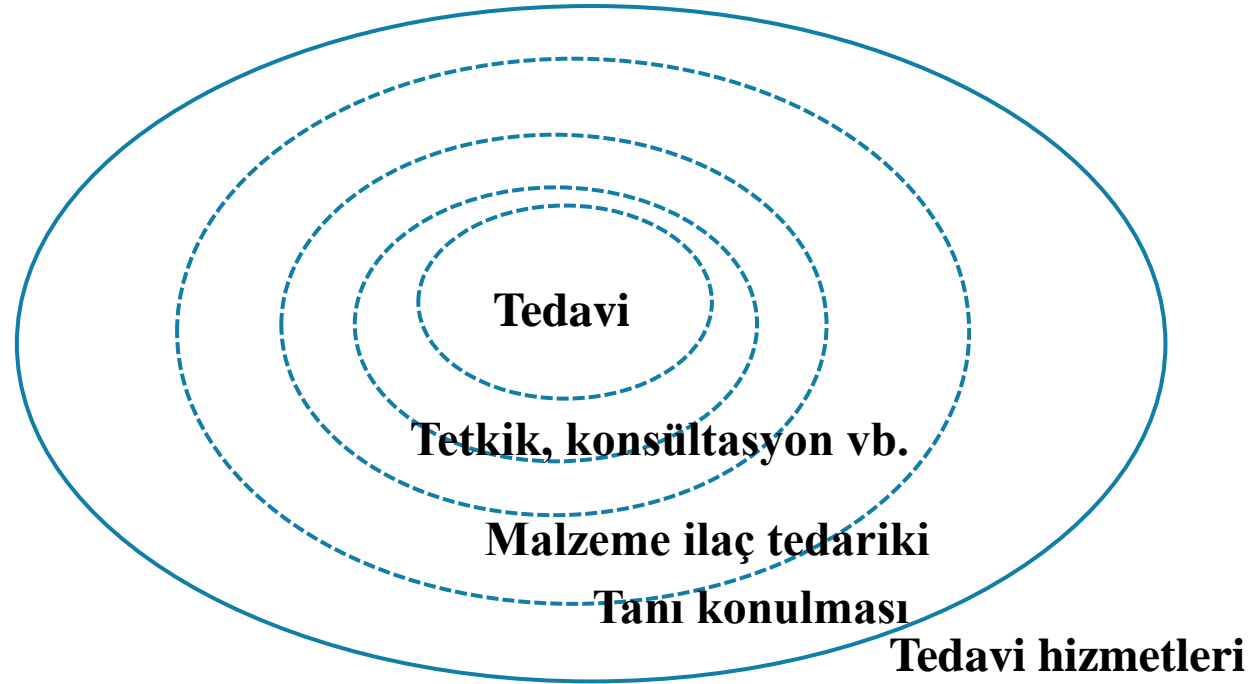 Tedavi
Tetkik, konsültasyon vb.
Malzeme ilaç tedariki
Tanı konulması
Tedavi hizmetleri